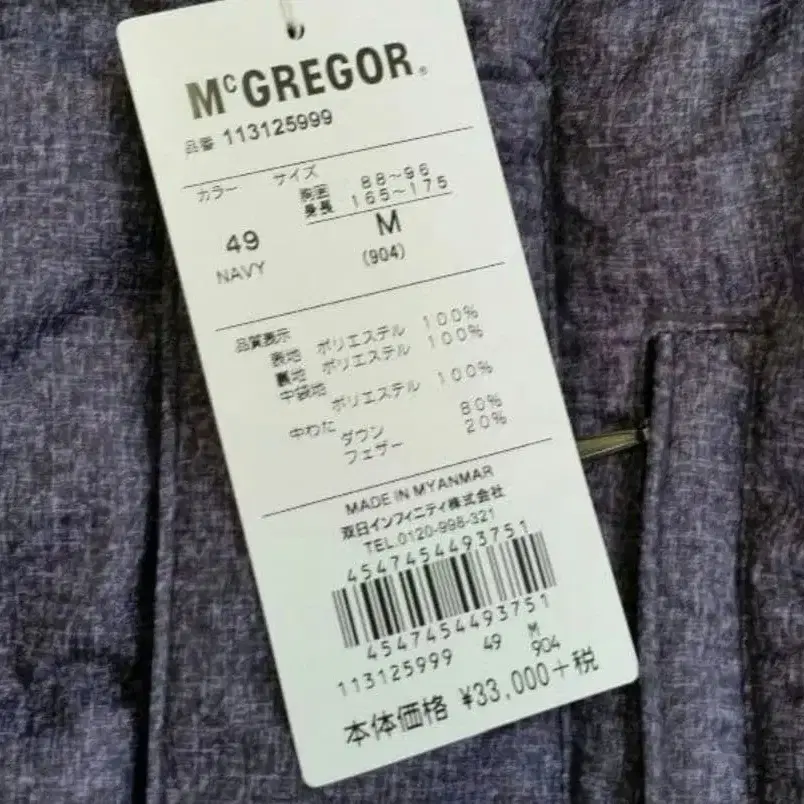 McGREGOR®
品番 113125999
カラー サイズ 胸囲 88〜96
身長 165〜175
49 M
NAVY (904)
品質表示
表地 ポリエステル 100%
裏地 ポリエステル 100%
中袋地
ポリエステル 100%
中わた ダウン 80%
フェザー 20%
MADE IN MYANMAR
双日インフィニティ株式会社
TEL.0120-998-321
4547454493751
4547454493751
113125999 49 M
904
本体価格 ¥33,000+税